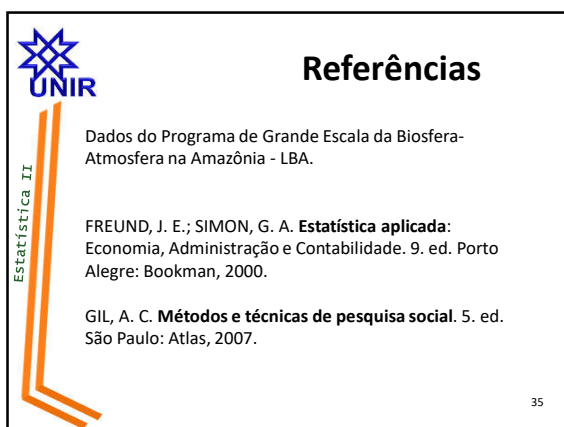 UNIR
Referências
Estatística II
Dados do Programa de Grande Escala da Biosfera-
Atmosfera na Amazônia - LBA.
FREUND, J. E.; SIMON, G. A. Estatística aplicada:
Economia, Administração e Contabilidade. 9. ed. Porto
Alegre: Bookman, 2000.
GIL, A. C. Métodos e técnicas de pesquisa social. 5. ed.
São Paulo: Atlas, 2007.
35